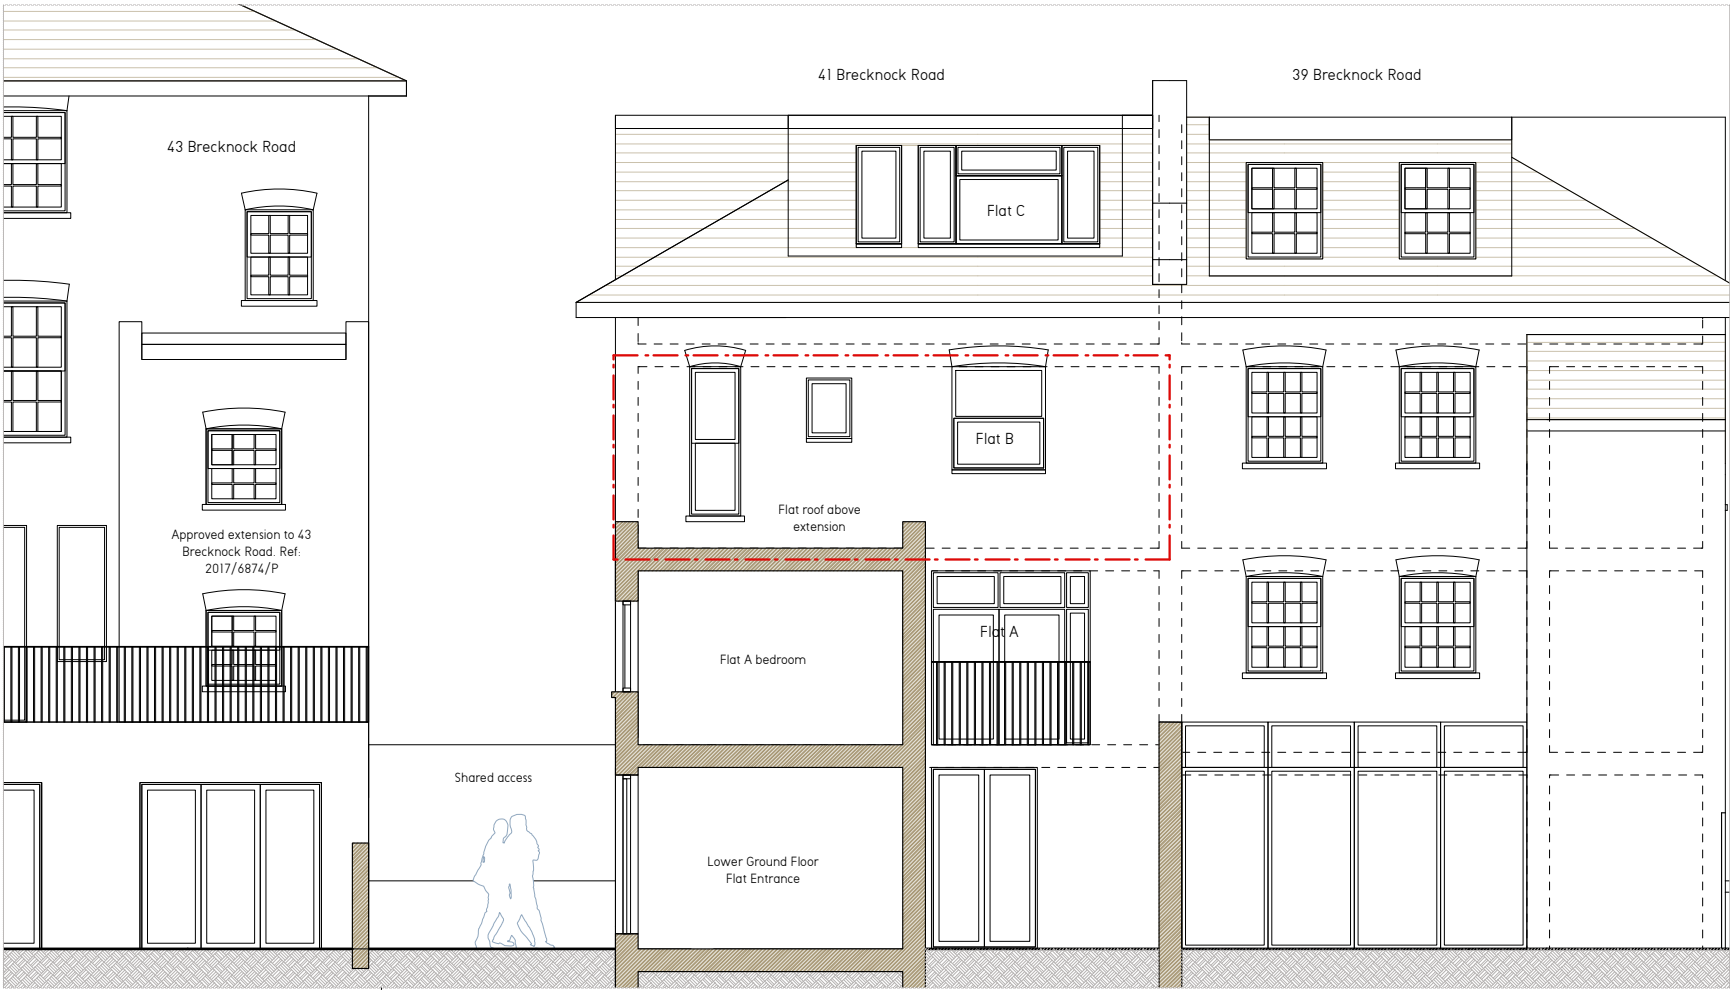 41 Brecknock Road
39 Brecknock Road
43 Brecknock Road
Flat C
Flat B
Flat roof above
extension
Approved extension to 43
Brecknock Road. Ref:
2017/6874/P
Flat A
Flat A bedroom
Shared access
Lower Ground Floor
Flat Entrance